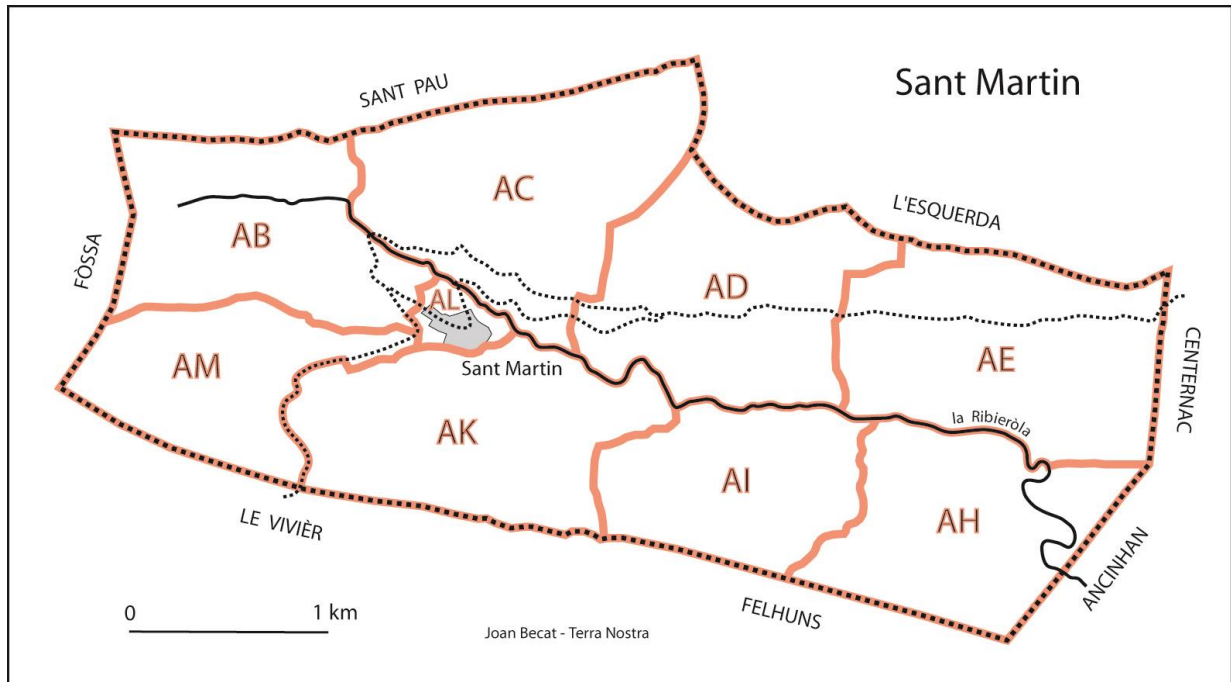 Sant Martin
SANT PAU
L'ESQUERDA
FÒSSA
CENTERNAC
AC
AB
AD
AL
AE
AM
Sant Martin
AK
la Ribieròla
AI
AH
LE VIVIÈR
ANCINHAN
FELHUNS
0 1 km
Joan Becat - Terra Nostra